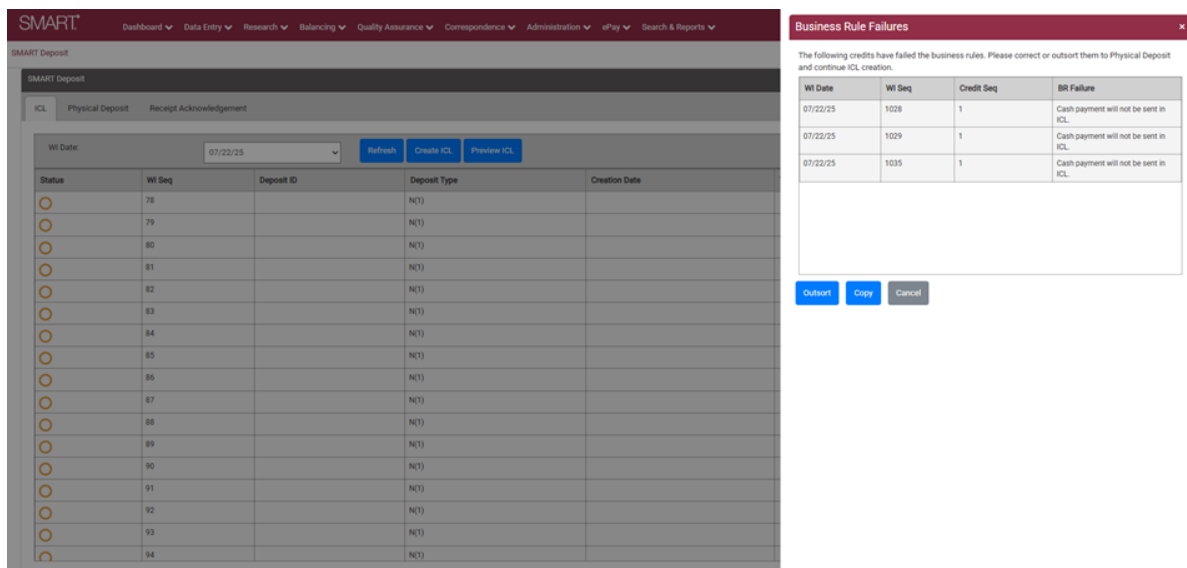 SMART
Dashboard Data Entry Research Balancing Quality Assurance Correspondence Administration ePay Search & Reports
SMART Deposit
SMART Deposit
ICL Physical Deposit Receipt Acknowledgement
WI Date: 07/22/25 Refresh Create ICL Preview ICL
Status WI Seq Deposit ID Deposit Type Creation Date
78 N(1)
79 N(1)
80 N(1)
81 N(1)
82 N(1)
83 N(1)
84 N(1)
85 N(1)
86 N(1)
87 N(1)
88 N(1)
89 N(1)
90 N(1)
91 N(1)
92 N(1)
93 N(1)
94 N(1)
Business Rule Failures ×
The following credits have failed the business rules. Please correct or outsort them to Physical Deposit
and continue ICL creation.
WI Date WI Seq Credit Seq BR Failure
07/22/25 1028 1 Cash payment will not be sent in
ICL.
07/22/25 1029 1 Cash payment will not be sent in
ICL.
07/22/25 1035 1 Cash payment will not be sent in
ICL.
Outsort Copy Cancel